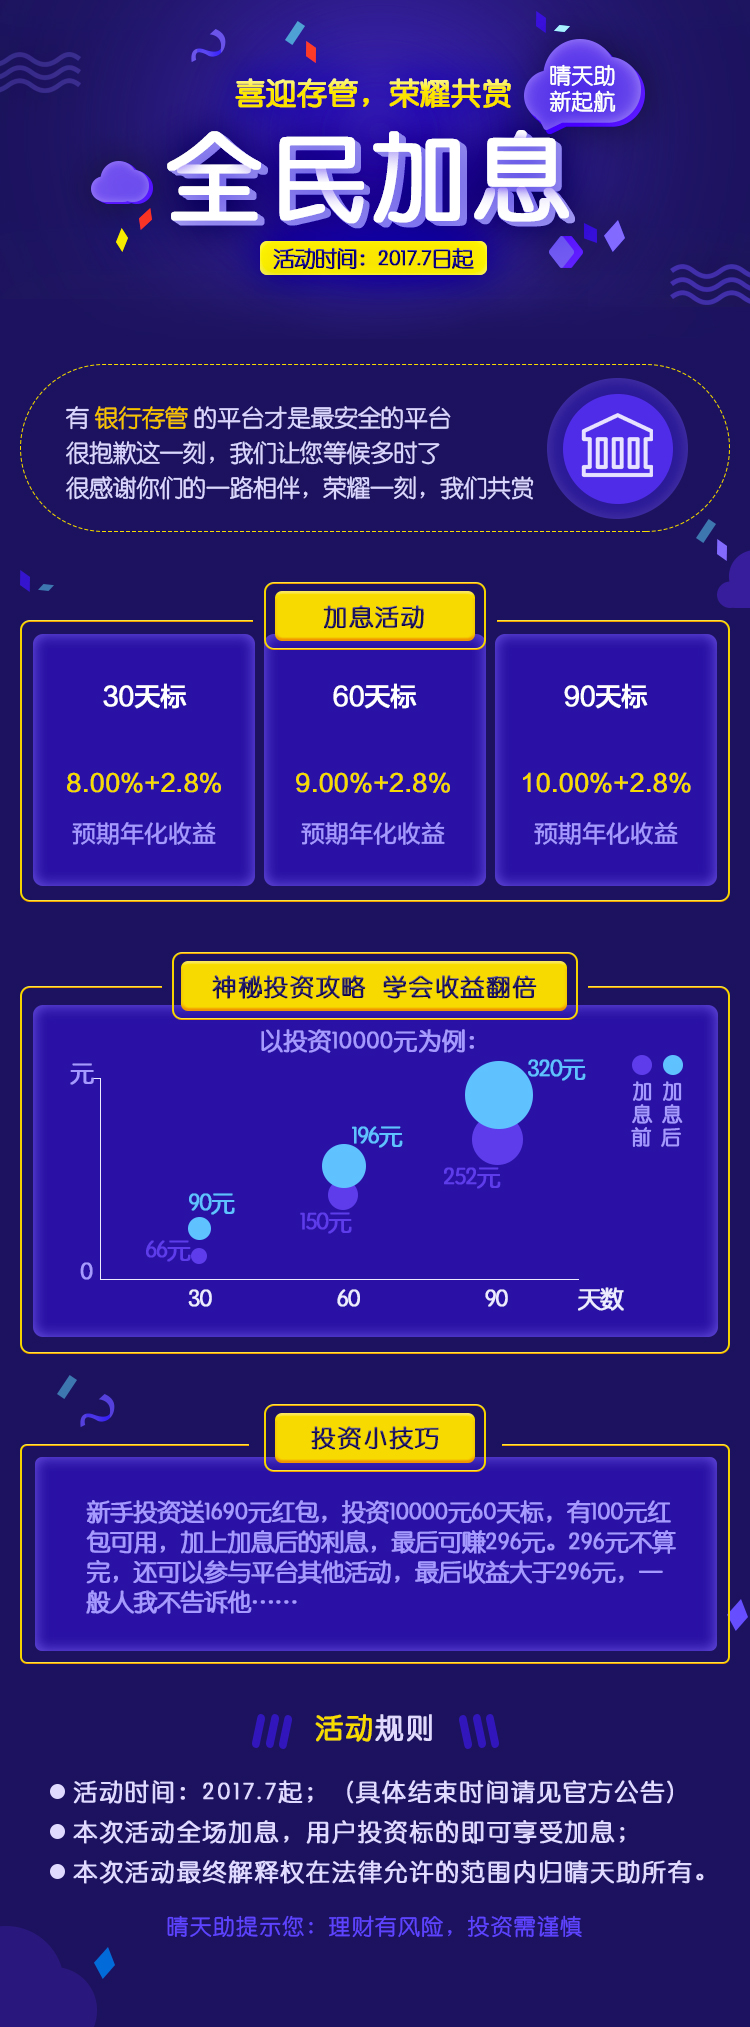 喜迎存管，荣耀共赏
晴天助
新起航
全民加息
活动时间：2017.7日起
有 银行存管 的平台才是最安全的平台
很抱歉这一刻，我们让您等候多时了
很感谢你们的一路相伴，荣耀一刻，我们共赏
加息活动
30天标
8.00%+2.8%
预期年化收益
60天标
9.00%+2.8%
预期年化收益
90天标
10.00%+2.8%
预期年化收益
神秘投资攻略 学会收益翻倍
以投资10000元为例：
元
320元
252元
196元
150元
90元
66元
0
30
60
90
天数
加息前
加息后
投资小技巧
新手投资送1690元红包，投资10000元60天标，有100元红
包可用，加上加息后的利息，最后可赚296元。296元不算
完，还可以参与平台其他活动，最后收益大于296元，一
般人我不告诉他……
活动规则
活动时间：2017.7起；（具体结束时间请见官方公告）
本次活动全场加息，用户投资标的即可享受加息；
本次活动最终解释权在法律允许的范围内归晴天助所有。
晴天助提示您：理财有风险，投资需谨慎